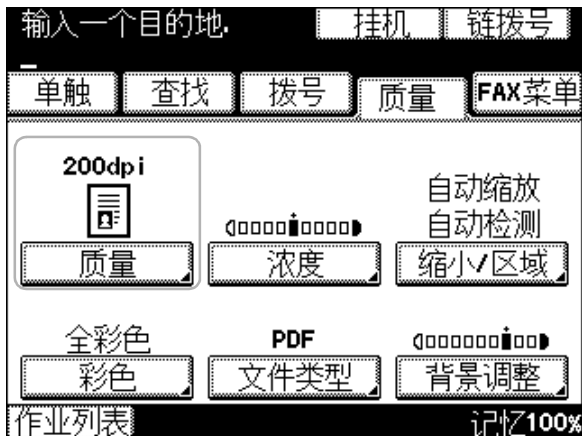 输入一个目的地.
挂机 链拨号
单触 查找 拨号 质量 FAX菜单
200dpi
自动缩放
自动检测
质量 浓度 缩小/区域
全彩色 PDF
彩色 文件类型 背景调整
作业列表 记忆100%